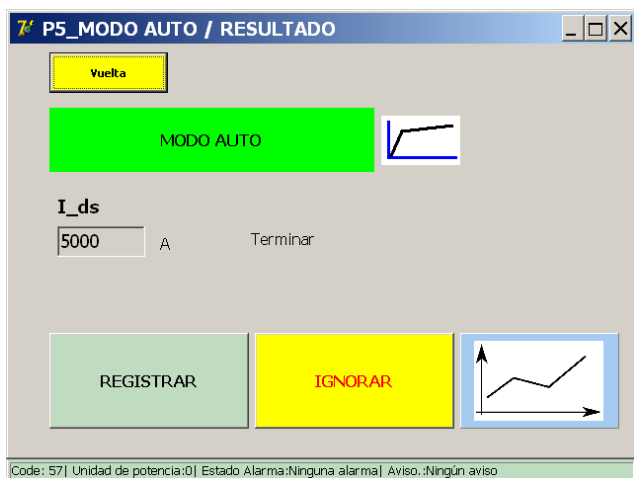 P5_MODO AUTO / RESULTADO
Vuelta
MODO AUTO
I_ds
5000 A Terminar
REGISTRAR IGNORAR
Code: 57| Unidad de potencia:0| Estado Alarma:Ninguna alarma| Aviso.:Ningún aviso